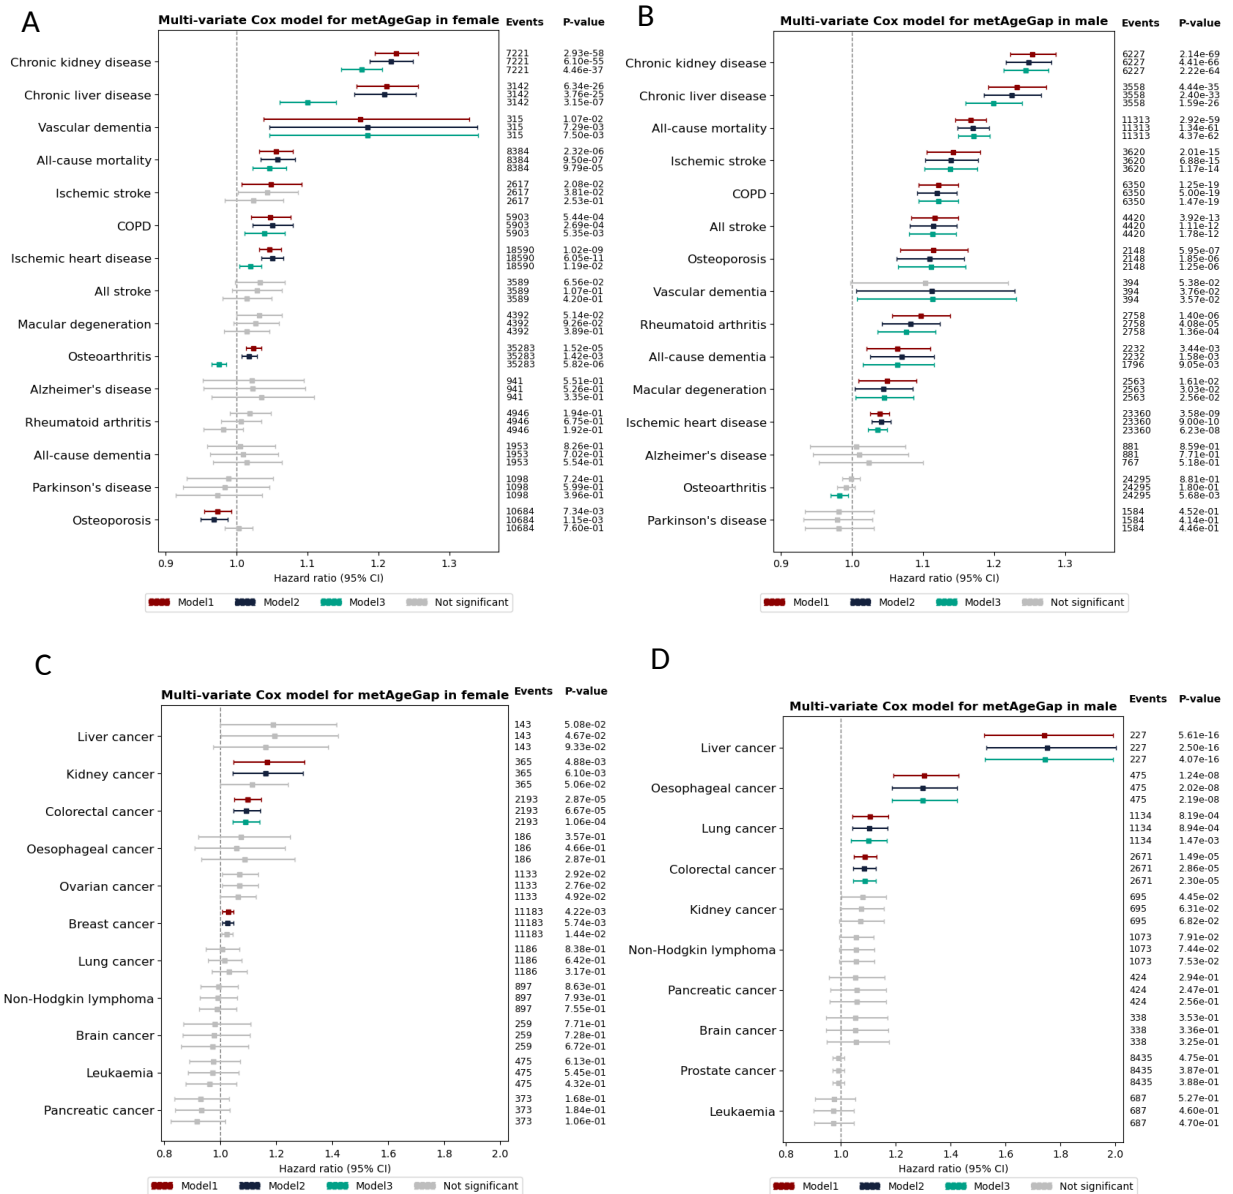 A
Multi-variate Cox model for metAgeGap in female Events P-value
Chronic kidney disease
7221 2.93e-58
7221 6.10e-55
7221 4.46e-37
Chronic liver disease
3142 6.34e-26
3142 3.76e-25
3142 3.15e-07
Vascular dementia
315 1.07e-02
315 7.29e-03
315 7.50e-03
All-cause mortality
8384 2.32e-06
8384 9.50e-07
8384 9.79e-05
Ischemic stroke
2617 2.08e-02
2617 3.81e-02
2617 2.53e-01
COPD
5903 5.44e-04
5903 2.69e-04
5903 5.35e-03
Ischemic heart disease
18590 1.02e-09
18590 6.05e-11
18590 1.19e-02
All stroke
3589 6.56e-02
3589 1.07e-01
3589 4.20e-01
Macular degeneration
4392 5.14e-02
4392 9.26e-02
4392 3.89e-01
Osteoarthritis
35283 1.52e-05
35283 1.42e-03
35283 5.82e-06
Alzheimer's disease
941 5.51e-01
941 5.26e-01
941 3.35e-01
Rheumatoid arthritis
4946 1.94e-01
4946 6.75e-01
4946 1.92e-01
All-cause dementia
1953 8.26e-01
1953 7.02e-01
1953 5.54e-01
Parkinson's disease
1098 7.24e-01
1098 5.99e-01
1098 3.96e-01
Osteoporosis
10684 7.34e-03
10684 1.15e-03
10684 7.60e-01
0.9 1.0 1.1 1.2 1.3
Hazard ratio (95% CI)
Model1 Model2 Model3 Not significant
B
Multi-variate Cox model for metAgeGap in male Events P-value
Chronic kidney disease
6227 2.14e-69
6227 4.41e-66
6227 2.22e-64
Chronic liver disease
3558 4.44e-35
3558 2.40e-33
3558 1.59e-26
All-cause mortality
11313 2.92e-59
11313 1.34e-61
11313 4.37e-62
Ischemic stroke
3620 2.01e-15
3620 6.88e-15
3620 1.17e-14
COPD
6350 1.25e-19
6350 5.00e-19
6350 1.47e-19
All stroke
4420 3.92e-13
4420 1.11e-12
4420 1.78e-12
Osteoporosis
2148 5.95e-07
2148 1.85e-06
2148 1.25e-06
Vascular dementia
394 5.38e-02
394 3.76e-02
394 3.57e-02
Rheumatoid arthritis
2758 1.40e-06
2758 4.08e-05
2758 1.36e-04
All-cause dementia
2232 3.44e-03
2232 1.58e-03
1796 9.05e-03
Macular degeneration
2563 1.61e-02
2563 3.03e-02
2563 2.56e-02
Ischemic heart disease
23360 3.58e-09
23360 9.00e-10
23360 6.23e-08
Alzheimer's disease
881 8.59e-01
881 7.71e-01
767 5.18e-01
Osteoarthritis
24295 8.81e-01
24295 1.80e-01
24295 5.68e-03
Parkinson's disease
1584 4.52e-01
1584 4.14e-01
1584 4.46e-01
0.9 1.0 1.1 1.2 1.3
Hazard ratio (95% CI)
Model1 Model2 Model3 Not significant
C
Multi-variate Cox model for metAgeGap in female Events P-value
Liver cancer
143 5.08e-02
143 4.67e-02
143 9.33e-02
Kidney cancer
365 4.88e-03
365 6.10e-03
365 5.06e-02
Colorectal cancer
2193 2.87e-05
2193 6.67e-05
2193 1.06e-04
Oesophageal cancer
186 3.57e-01
186 4.66e-01
186 2.87e-01
Ovarian cancer
1133 2.92e-02
1133 2.76e-02
1133 4.92e-02
Breast cancer
11183 4.22e-03
11183 5.74e-03
11183 1.44e-02
Lung cancer
1186 8.38e-01
1186 6.42e-01
1186 3.17e-01
Non-Hodgkin lymphoma
897 8.63e-01
897 7.93e-01
897 7.55e-01
Brain cancer
259 7.71e-01
259 7.28e-01
259 6.72e-01
Leukaemia
475 6.13e-01
475 5.45e-01
475 4.32e-01
Pancreatic cancer
373 1.68e-01
373 1.84e-01
373 1.06e-01
0.8 1.0 1.2 1.4 1.6 1.8 2.0
Hazard ratio (95% CI)
Model1 Model2 Model3 Not significant
D
Multi-variate Cox model for metAgeGap in male Events P-value
Liver cancer
227 5.61e-16
227 2.50e-16
227 4.07e-16
Oesophageal cancer
475 1.24e-08
475 2.02e-08
475 2.19e-08
Lung cancer
1134 8.19e-04
1134 8.94e-04
1134 1.47e-03
Colorectal cancer
2671 1.49e-05
2671 2.86e-05
2671 2.30e-05
Kidney cancer
695 4.45e-02
695 6.31e-02
695 6.82e-02
Non-Hodgkin lymphoma
1073 7.91e-02
1073 7.44e-02
1073 7.53e-02
Pancreatic cancer
424 2.94e-01
424 2.47e-01
424 2.56e-01
Brain cancer
338 3.53e-01
338 3.36e-01
338 3.25e-01
Prostate cancer
8435 4.75e-01
8435 3.87e-01
8435 3.88e-01
Leukaemia
687 5.27e-01
687 4.60e-01
687 4.70e-01
0.8 1.0 1.2 1.4 1.6 1.8 2.0
Hazard ratio (95% CI)
Model1 Model2 Model3 Not significant